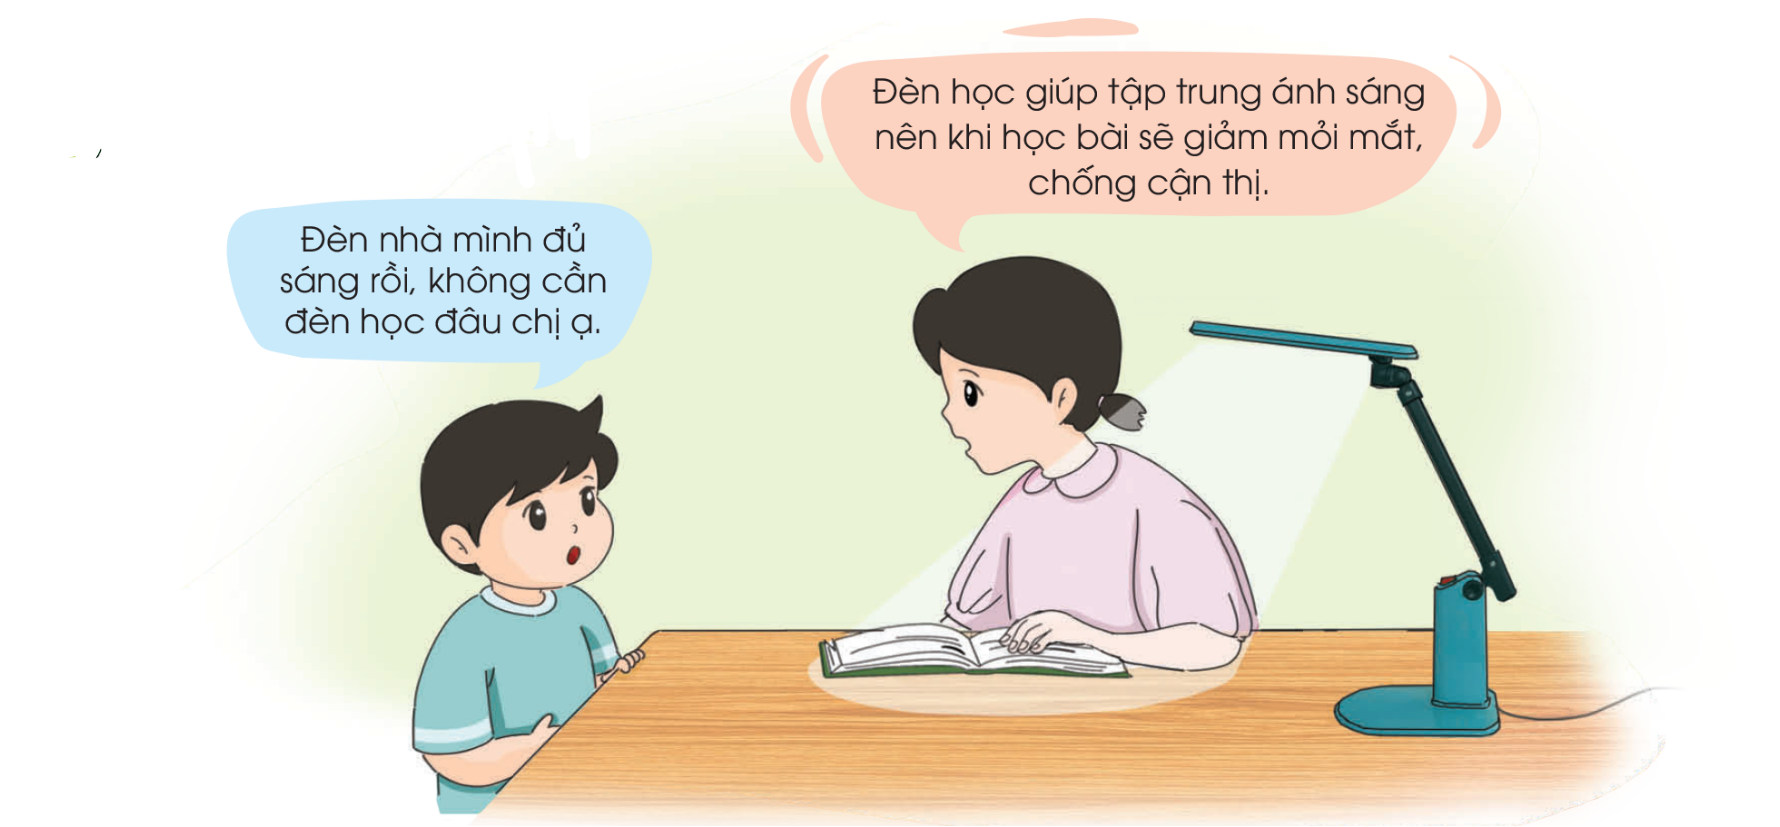 Đèn nhà mình đủ
sáng rồi, không cần
đèn học đâu chị ạ.
Đèn học giúp tập trung ánh sáng
nên khi học bài sẽ giảm mỏi mắt,
chống cận thị.